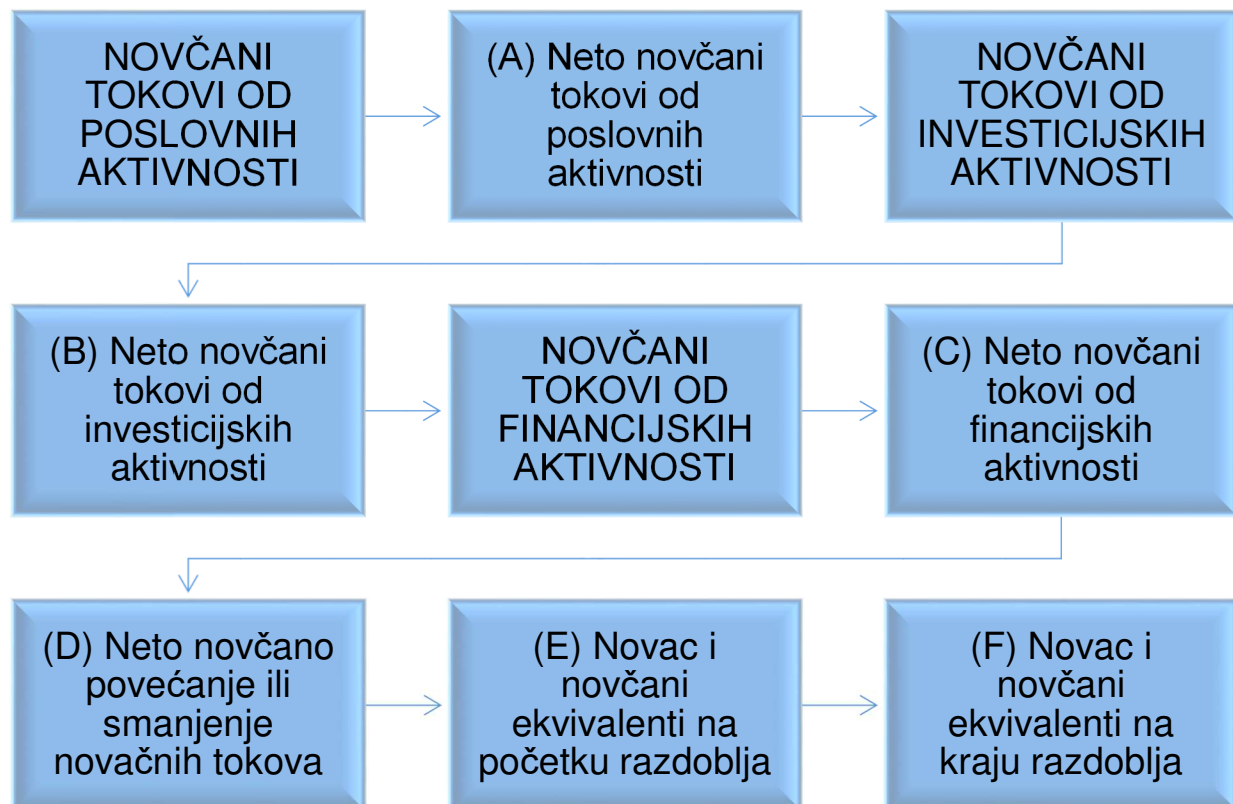 NOVČANI
TOKOVI OD
POSLOVNIH
AKTIVNOSTI
(A) Neto novčani
tokovi od
poslovnih
aktivnosti
NOVČANI
TOKOVI OD
INVESTICIJSKIH
AKTIVNOSTI
(B) Neto novčani
tokovi od
investicijskih
aktivnosti
NOVČANI
TOKOVI OD
FINANCIJSKIH
AKTIVNOSTI
(C) Neto novčani
tokovi od
financijskih
aktivnosti
(D) Neto novčano
povećanje ili
smanjenje
novačnih tokova
(E) Novac i
novčani
ekvivalenti na
početku razdoblja
(F) Novac i
novčani
ekvivalenti na
kraju razdoblja